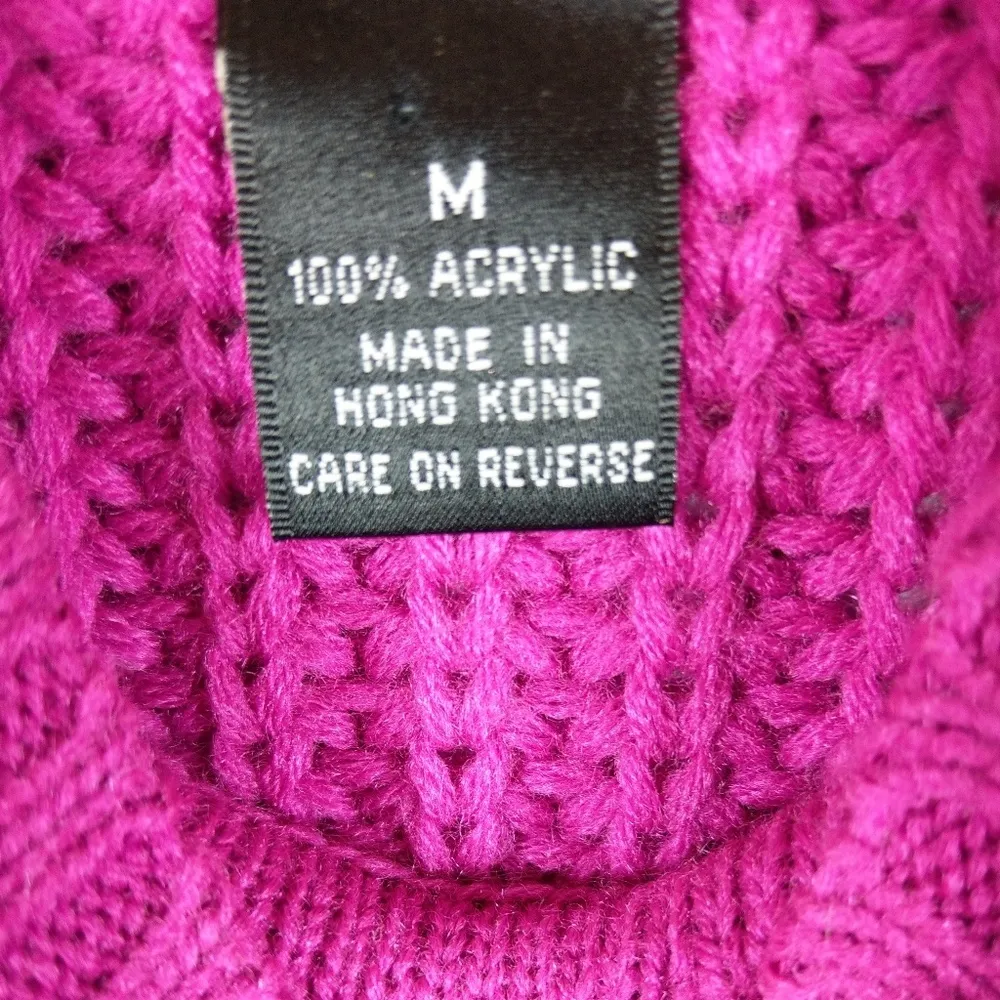 M
100% ACRYLIC
MADE IN
HONG KONG
CARE ON REVERSE